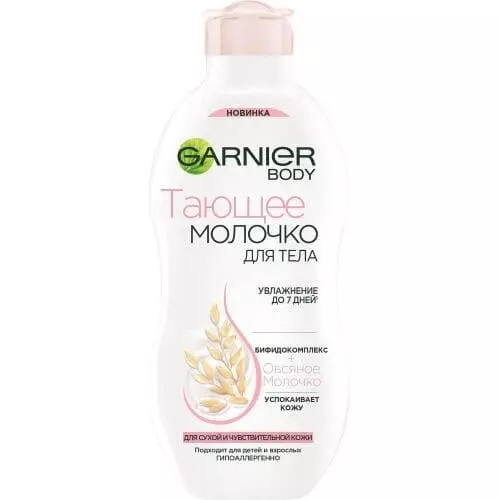 НОВИНКА
GARNIER
BODY
Тающее
МОЛОЧКО
ДЛЯ ТЕЛА
УВЛАЖНЕНИЕ
ДО 7 ДНЕЙ¹
БИФИДОКОМПЛЕКС
+
Овсяное
Молочко
УСПОКАИВАЕТ
КОЖУ
ДЛЯ СУХОЙ И ЧУВСТВИТЕЛЬНОЙ КОЖИ
Подходит для детей и взрослых
ГИПОАЛЛЕРГЕННО